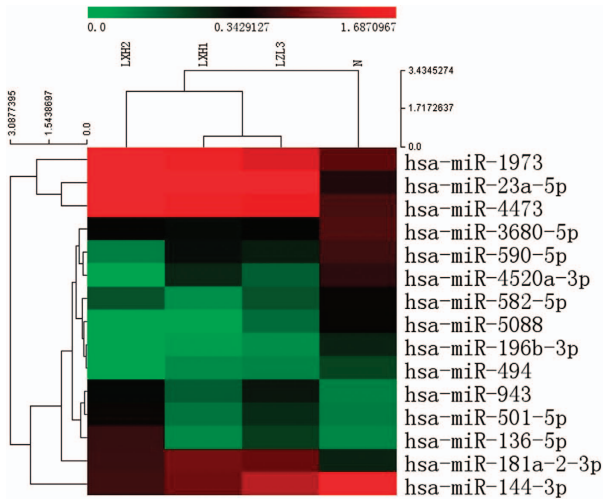 0.0 0.3429127 1.6870967
LXH2 LXH1 LZL3 N
3.4345274
1.7172637
0.0
3.0877395 1.5438697 0.0
hsa-miR-1973
hsa-miR-23a-5p
hsa-miR-4473
hsa-miR-3680-5p
hsa-miR-590-5p
hsa-miR-4520a-3p
hsa-miR-582-5p
hsa-miR-5088
hsa-miR-196b-3p
hsa-miR-494
hsa-miR-943
hsa-miR-501-5p
hsa-miR-136-5p
hsa-miR-181a-2-3p
hsa-miR-144-3p